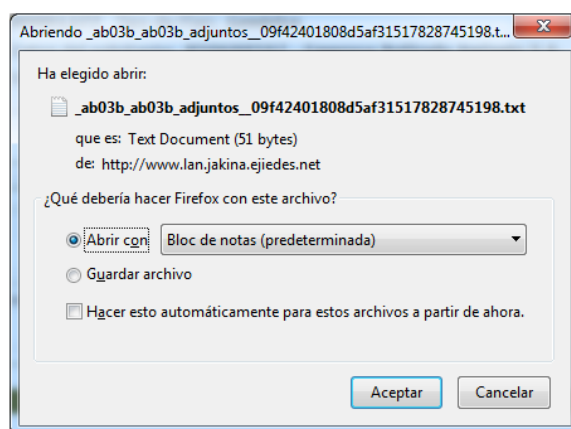 Abriendo _ab03b_ab03b_adjuntos__09f42401808d5af31517828745198.t...
Ha elegido abrir:
_ab03b_ab03b_adjuntos__09f42401808d5af31517828745198.txt
que es: Text Document (51 bytes)
de: http://www.lan.jakina.ejiedes.net
¿Qué debería hacer Firefox con este archivo?
Abrir con Bloc de notas (predeterminada)
Guardar archivo
Hacer esto automáticamente para estos archivos a partir de ahora.
Aceptar Cancelar